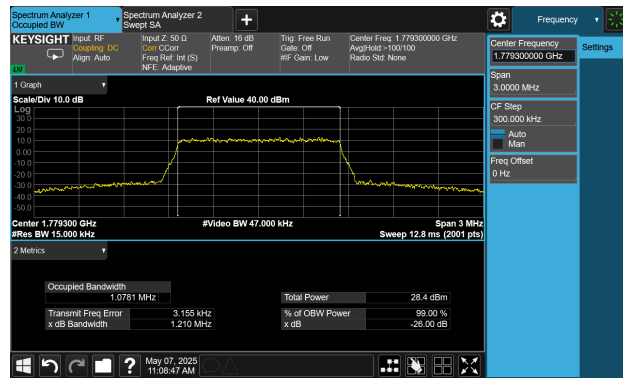 Spectrum Analyzer 1
Occupied BW
Spectrum Analyzer 2
Swept SA
+
Frequency
KEYSIGHT
Input: RF
Coupling: DC
Align: Auto
Input Z: 50 Ω
Corr CCorr
Freq Ref: Int (S)
NFE: Adaptive
Atten: 16 dB
Preamp: Off
Trig: Free Run
Gate: Off
#IF Gain: Low
Center Freq: 1.779300000 GHz
Avg|Hold:>100/100
Radio Std: None
LXI
Center Frequency
1.779300000 GHz
Settings
Span
3.0000 MHz
CF Step
300.000 kHz
Auto
Man
Freq Offset
0 Hz
1 Graph
Scale/Div 10.0 dB
Ref Value 40.00 dBm
Log
30.0
20.0
10.0
0.00
-10.0
-20.0
-30.0
-40.0
-50.0
Center 1.779300 GHz
#Video BW 47.000 kHz
Span 3 MHz
#Res BW 15.000 kHz
Sweep 12.8 ms (2001 pts)
2 Metrics
Occupied Bandwidth
1.0781 MHz
Total Power 28.4 dBm
Transmit Freq Error 3.155 kHz
% of OBW Power 99.00 %
x dB Bandwidth 1.210 MHz
x dB -26.00 dB
?
May 07, 2025
11:08:47 AM